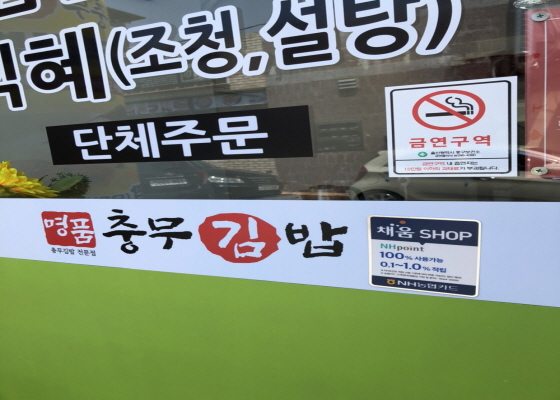 혜(조청,설탕)
단체주문
금연구역
명품
충무김밥 전문점
충무김밥
채움 SHOP
NHpoint
100% 사용가능
0.1~1.0% 적립
NH농협카드